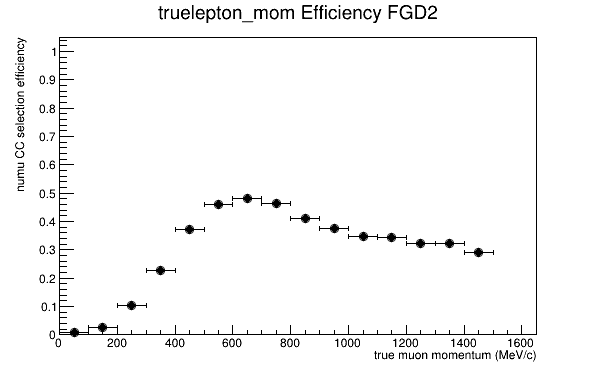 truelepton_mom Efficiency FGD2
numu CC selection efficiency
1
0.9
0.8
0.7
0.6
0.5
0.4
0.3
0.2
0.1
0
0 200 400 600 800 1000 1200 1400 1600
true muon momentum (MeV/c)